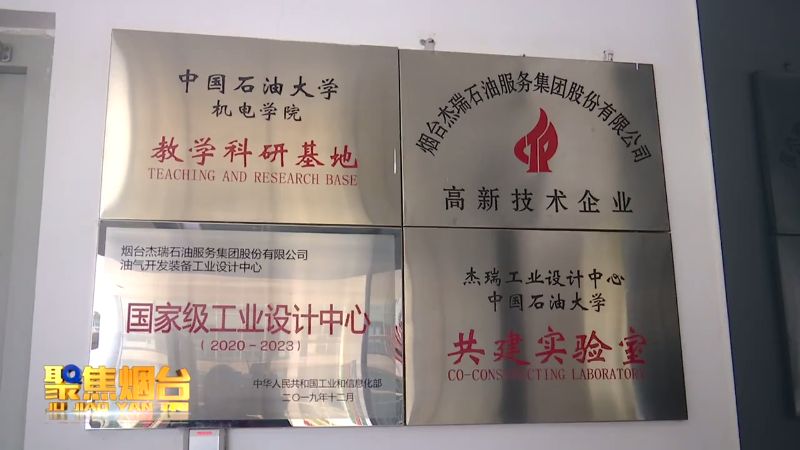 中国石油大学
机电学院
教学科研基地
TEACHING AND RESEARCH BASE
烟台杰瑞石油服务集团股份有限公司
高新技术企业
烟台杰瑞石油服务集团股份有限公司
油气开发装备工业设计中心
国家级工业设计中心
(2020-2023)
中华人民共和国工业和信息化部
二〇一九年十二月
杰瑞工业设计中心
中国石油大学
共建实验室
CO-CONSTRUCTING LABORATORY
聚焦烟台
JU JIAO YAN TAI